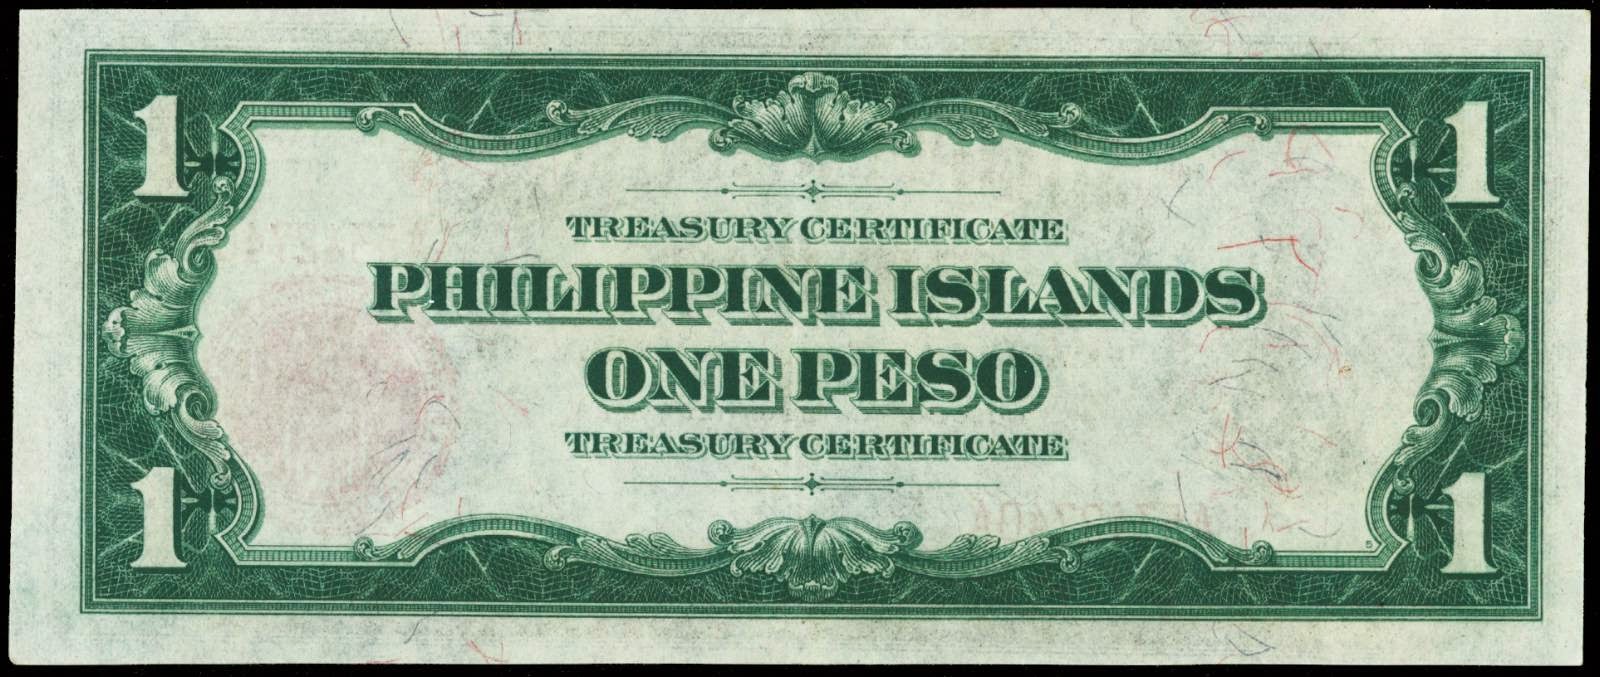 1 1
TREASURY CERTIFICATE
PHILIPPINE ISLANDS
ONE PESO
TREASURY CERTIFICATE
1 1